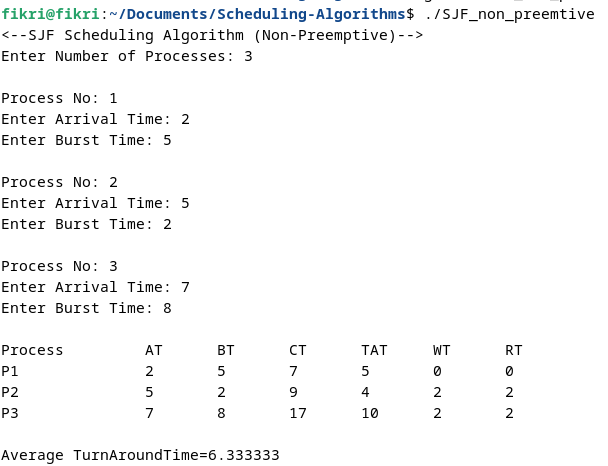 fikri@fikri:~/Documents/Scheduling-Algorithms$ ./SJF_non_preemtive
<--SJF Scheduling Algorithm (Non-Preemptive)-->
Enter Number of Processes: 3

Process No: 1
Enter Arrival Time: 2
Enter Burst Time: 5

Process No: 2
Enter Arrival Time: 5
Enter Burst Time: 2

Process No: 3
Enter Arrival Time: 7
Enter Burst Time: 8

Process AT BT CT TAT WT RT
P1 2 5 7 5 0 0
P2 5 2 9 4 2 2
P3 7 8 17 10 2 2

Average TurnAroundTime=6.333333